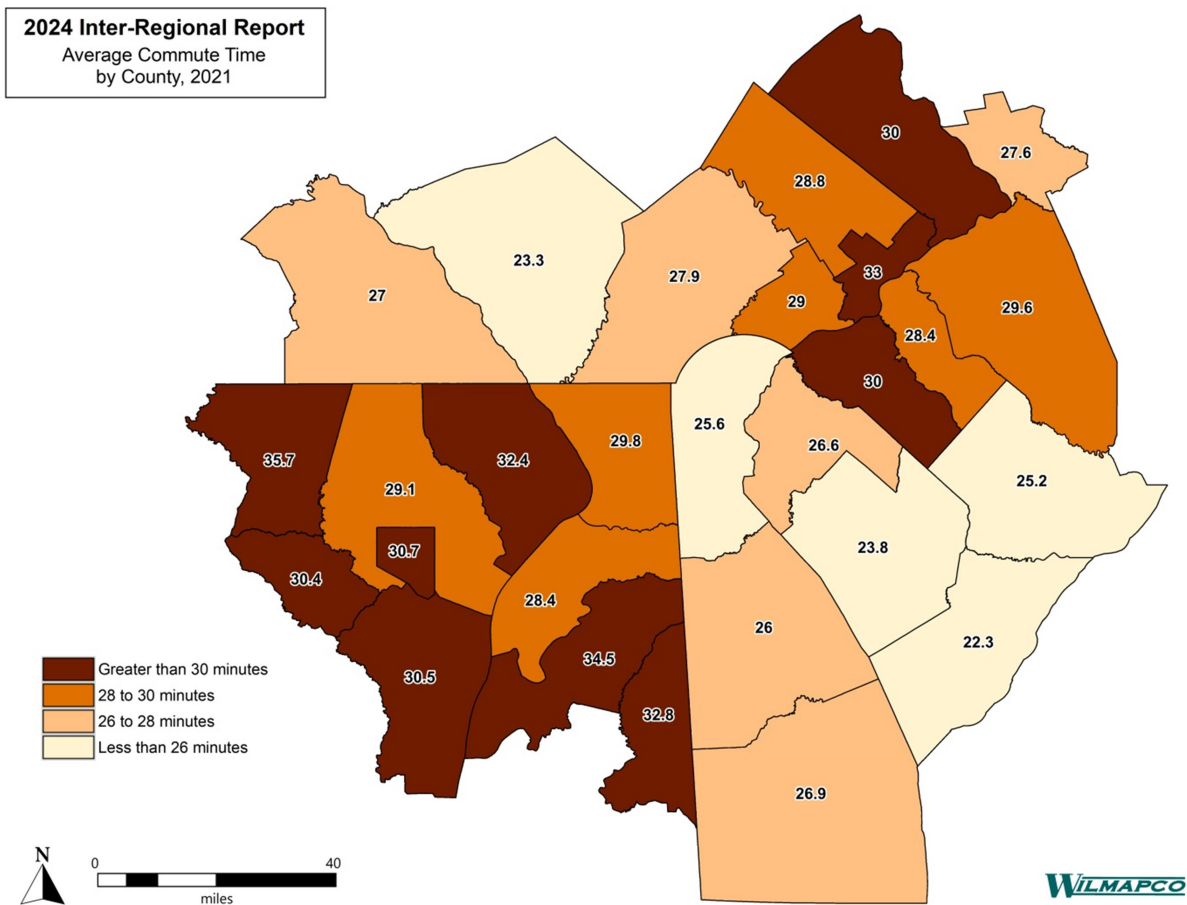 2024 Inter-Regional Report
Average Commute Time
by County, 2021
30
27.6
28.8
23.3
27.9
33
27
29
29.6
28.4
30
25.6
29.8
26.6
35.7
32.4
25.2
29.1
30.7
23.8
30.4
28.4
26
22.3
34.5
30.5
32.8
26.9
Greater than 30 minutes
28 to 30 minutes
26 to 28 minutes
Less than 26 minutes
N
0 40
miles
WILMAPCO